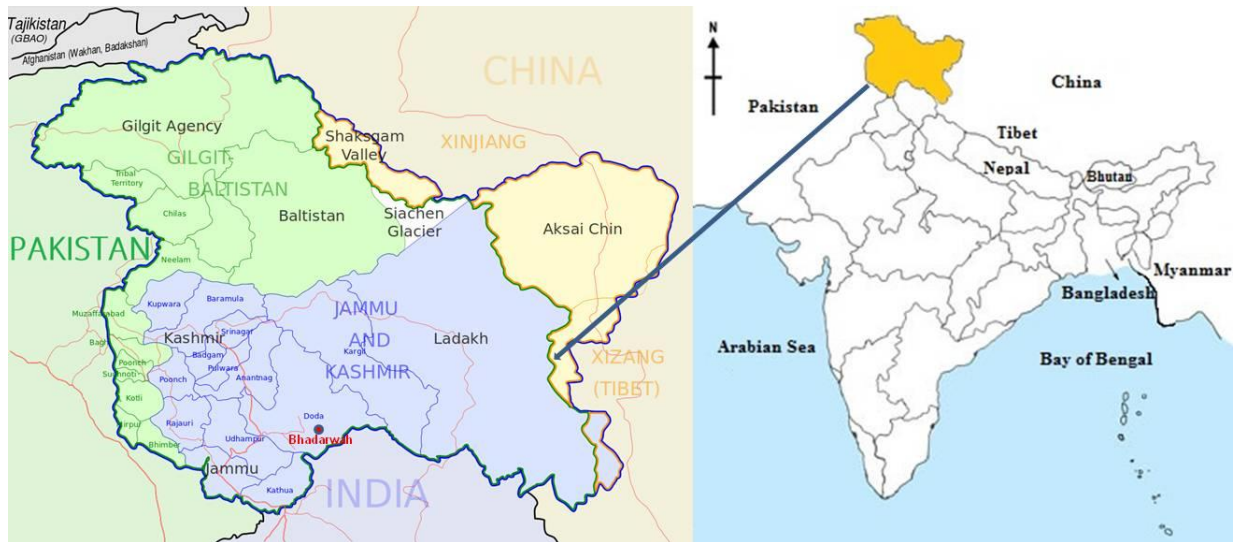 Tajikistan
(GBAO)
Afghanistan (Wakhan, Badakshan)
CHINA
Gilgit Agency
Shaksgam
Valley
XINJIANG
GILGIT-
BALTISTAN
Tribal
Territory
Baltistan
Chilas
Siachen
Glacier
Aksai Chin
PAKISTAN
Neelam
Kupwara
Baramula
JAMMU
AND
KASHMIR
Muzaffarabad
Kashmir
Srinagar
Ladakh
Bagh
Badgam
Kargil
XIZANG
(TIBET)
Poonch
Pulwara
Sudhnoti
Poonch
Anantnag
Kotli
Doda
Mirpur
Rajauri
Bhadarwah
Udhampur
Bhimber
Jammu
Kathua
INDIA
N
China
Pakistan
Tibet
Nepal
Bhutan
Myanmar
Bangladesh
Arabian Sea
Bay of Bengal